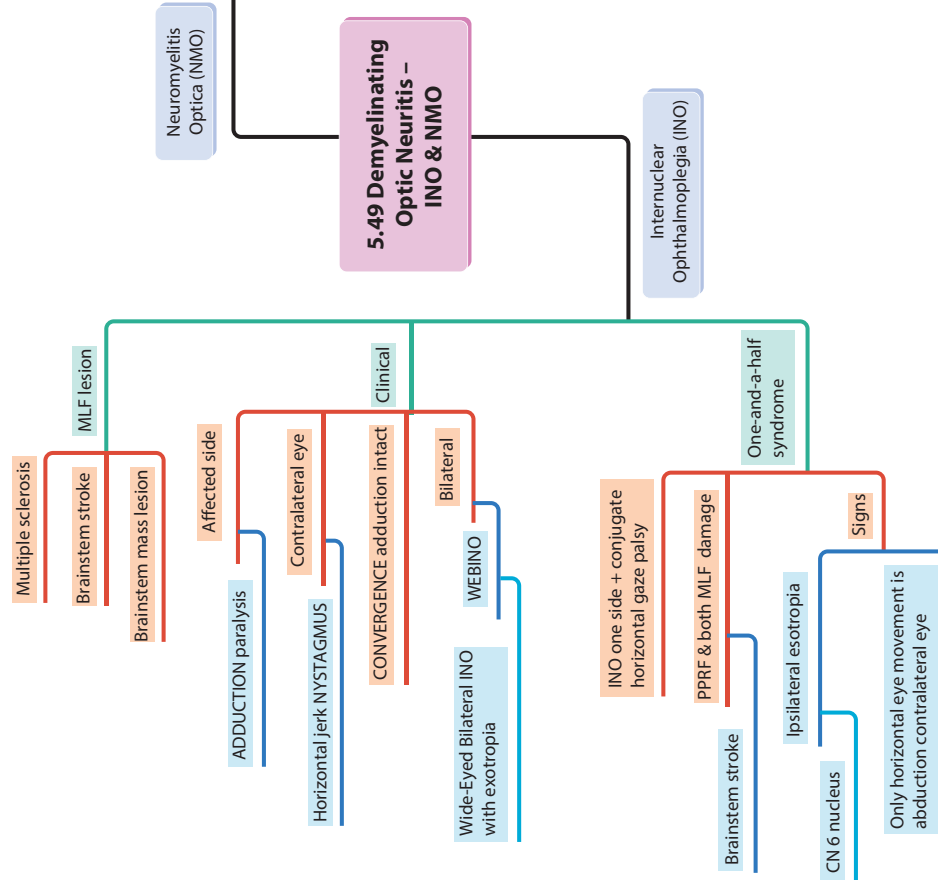 5.49 Demyelinating
Optic Neuritis –
INO & NMO
Neuromyelitis
Optica (NMO)
Internuclear
Ophthalmoplegia (INO)
MLF lesion
Multiple sclerosis
Brainstem stroke
Brainstem mass lesion
Clinical
Affected side
ADDUCTION paralysis
Contralateral eye
Horizontal jerk NYSTAGMUS
CONVERGENCE adduction intact
Bilateral
WEBINO
Wide-Eyed Bilateral INO
with exotropia
One-and-a-half
syndrome
INO one side + conjugate
horizontal gaze palsy
PPRF & both MLF damage
Brainstem stroke
Signs
Ipsilateral esotropia
CN 6 nucleus
Only horizontal eye movement is
abduction contralateral eye